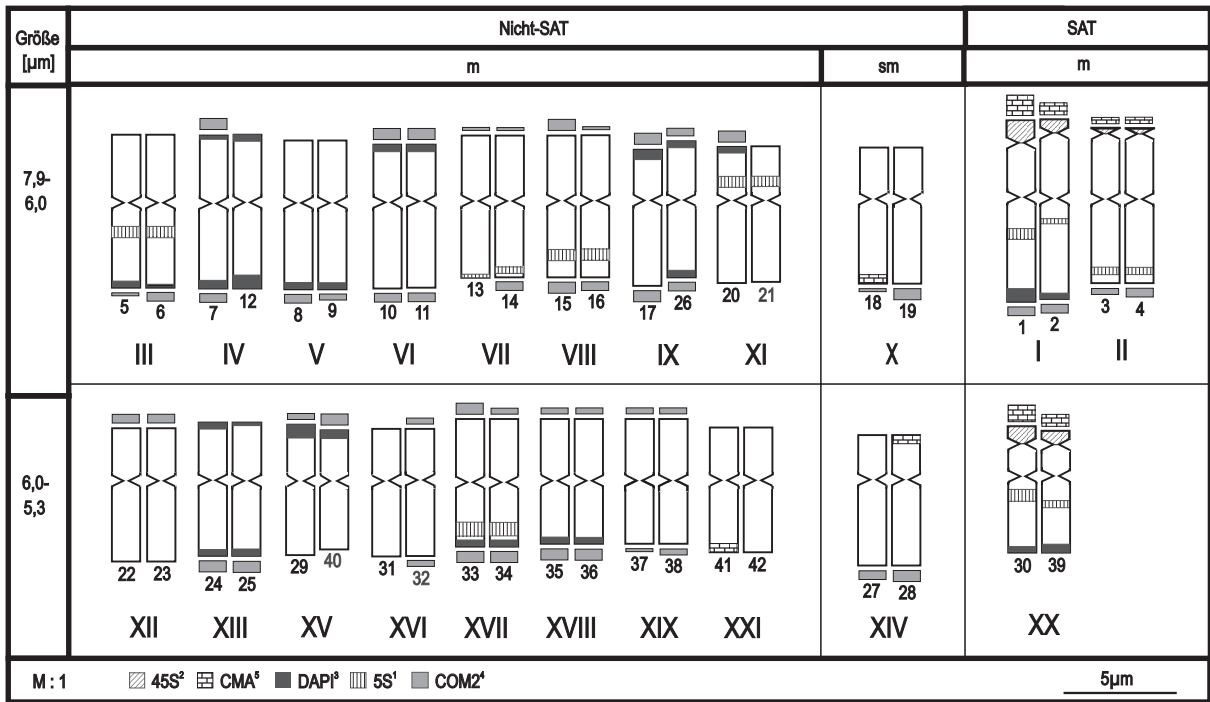 Größe
[µm]
Nicht-SAT
SAT
m
sm
m
7,9-
6,0
5 6 7 12 8 9 10 11 13 14 15 16 17 26 20 21 18 19 1 2 3 4
III IV V VI VII VIII IX XI X I II
6,0-
5,3
22 23 24 25 29 40 31 32 33 34 35 36 37 38 41 42 27 28 30 39
XII XIII XV XVI XVII XVIII XIX XXI XIV XX
M : 1 45S² CMA⁵ DAPI³ 5S¹ COM2⁴ 5µm